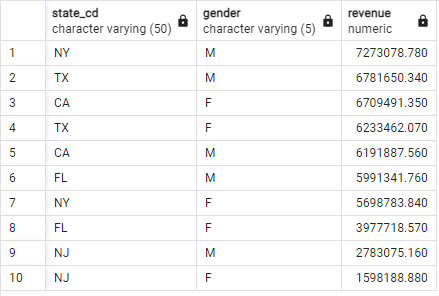 state_cd gender revenue
character varying (50) character varying (5) numeric
1 NY M 7273078.780
2 TX M 6781650.340
3 CA F 6709491.350
4 TX F 6233462.070
5 CA M 6191887.560
6 FL M 5991341.760
7 NY F 5698783.840
8 FL F 3977718.570
9 NJ M 2783075.160
10 NJ F 1598188.880